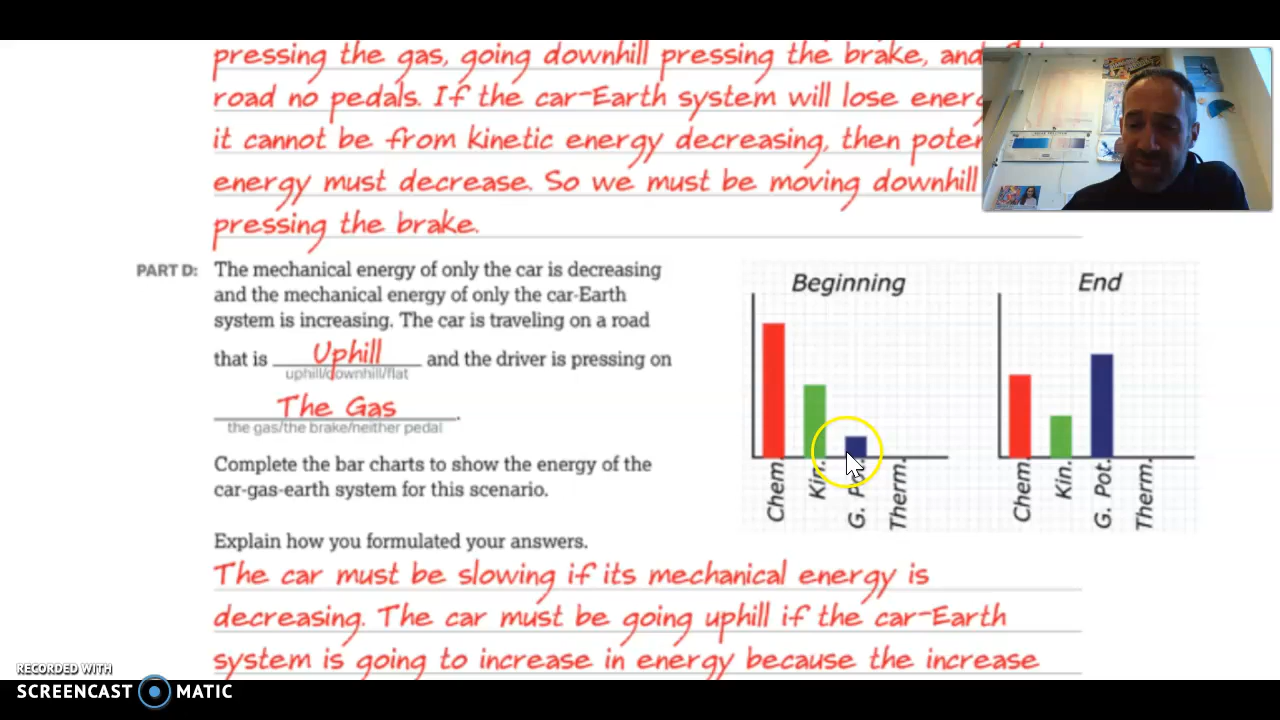 pressing the gas, going downhill pressing the brake, and
road no pedals. If the car-Earth system will lose
it cannot be from kinetic energy decreasing, then
energy must decrease. So we must be moving downhill
pressing the brake.
PART D: The mechanical energy of only the car is decreasing
and the mechanical energy of only the car-Earth
system is increasing. The car is traveling on a road
that is Uphill and the driver is pressing on
uphill/downhill/flat
The Gas.
the gas/the brake/neither pedal
Complete the bar charts to show the energy of the
car-gas-earth system for this scenario.
Beginning
Chem.
Kin.
G.
Therm.
End
Chem.
Kin.
G. Pot.
Therm.
Explain how you formulated your answers.
The car must be slowing if its mechanical energy is
decreasing. The car must be going uphill if the car-Earth
system is going to increase in energy because the increase
RECORDED WITH
SCREENCAST MATIC